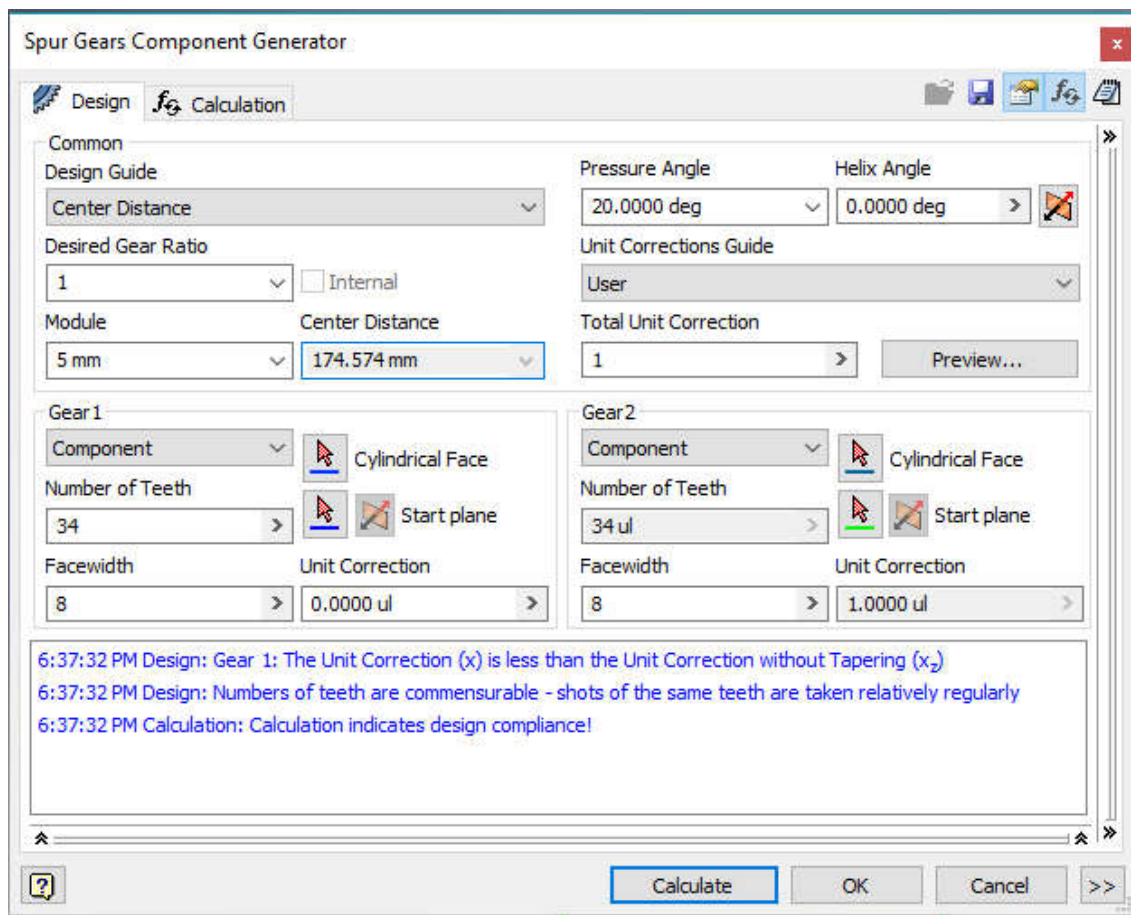 Spur Gears Component Generator
x
Design
fG Calculation
Common
Design Guide
Pressure Angle
Helix Angle
Center Distance
20.0000 deg
0.0000 deg
Desired Gear Ratio
Unit Corrections Guide
1
Internal
User
Module
Center Distance
Total Unit Correction
5 mm
174.574 mm
1
Preview...
Gear1
Gear2
Component
Cylindrical Face
Component
Cylindrical Face
Number of Teeth
Number of Teeth
34
Start plane
34 ul
Start plane
Facewidth
Unit Correction
Facewidth
Unit Correction
8
0.0000 ul
8
1.0000 ul
6:37:32 PM Design: Gear 1: The Unit Correction (x) is less than the Unit Correction without Tapering (xz)
6:37:32 PM Design: Numbers of teeth are commensurable - shots of the same teeth are taken relatively regularly
6:37:32 PM Calculation: Calculation indicates design compliance!
?
Calculate
OK
Cancel
>>